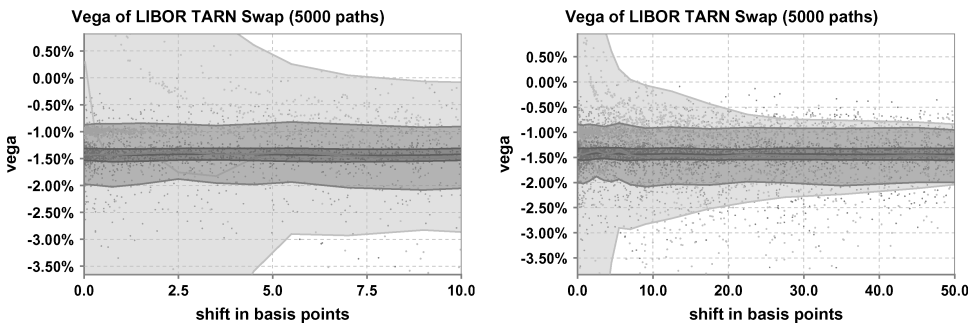 Vega of LIBOR TARN Swap (5000 paths)
0.50%
0.00%
-0.50%
-1.00%
-1.50%
-2.00%
-2.50%
-3.00%
-3.50%
vega
0.0 2.5 5.0 7.5 10.0
shift in basis points
Vega of LIBOR TARN Swap (5000 paths)
0.50%
0.00%
-0.50%
-1.00%
-1.50%
-2.00%
-2.50%
-3.00%
-3.50%
vega
0.0 10.0 20.0 30.0 40.0 50.0
shift in basis points